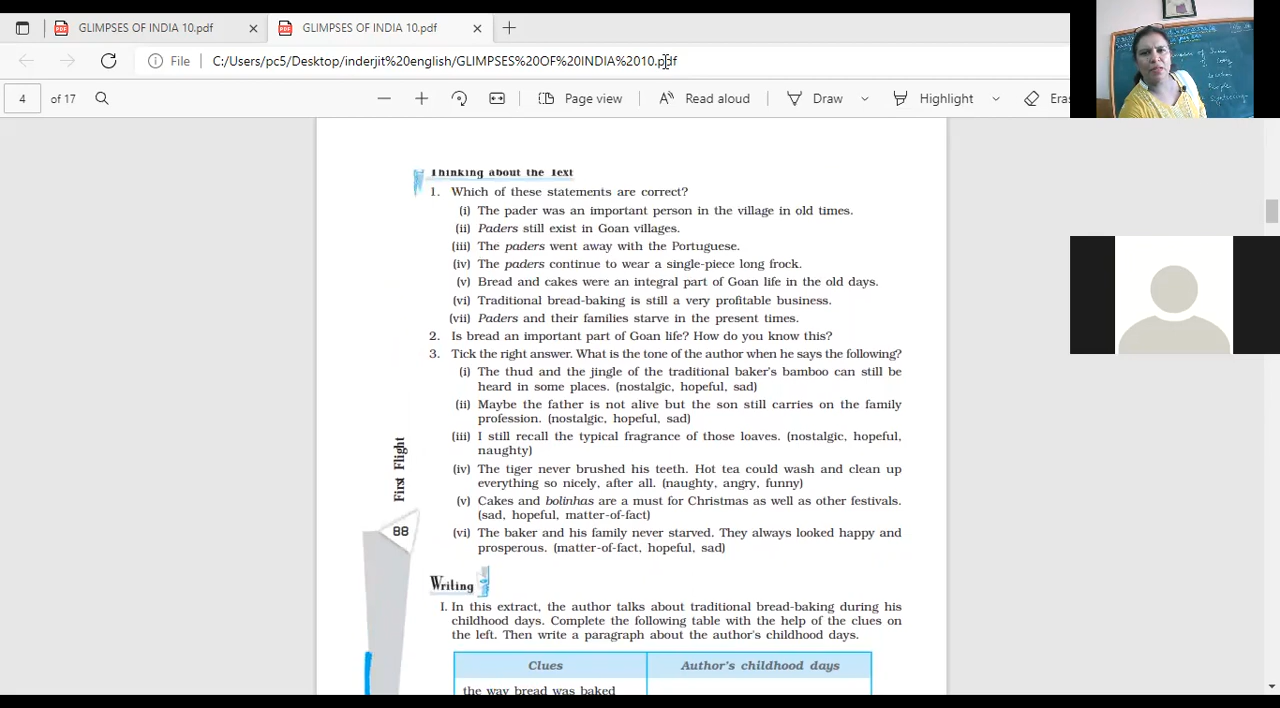 GLIMPSES OF INDIA 10.pdf
GLIMPSES OF INDIA 10.pdf
File
C:/Users/pc5/Desktop/inderjit%20english/GLIMPSES%20OF%20INDIA%2010.pdf
4 of 17
Page view
Read aloud
Draw
Highlight
Eras
Thinking about the Text
1. Which of these statements are correct?
(i) The pader was an important person in the village in old times.
(ii) Paders still exist in Goan villages.
(iii) The paders went away with the Portuguese.
(iv) The paders continue to wear a single-piece long frock.
(v) Bread and cakes were an integral part of Goan life in the old days.
(vi) Traditional bread-baking is still a very profitable business.
(vii) Paders and their families starve in the present times.
2. Is bread an important part of Goan life? How do you know this?
3. Tick the right answer. What is the tone of the author when he says the following?
(i) The thud and the jingle of the traditional baker's bamboo can still be
heard in some places. (nostalgic, hopeful, sad)
(ii) Maybe the father is not alive but the son still carries on the family
profession. (nostalgic, hopeful, sad)
(iii) I still recall the typical fragrance of those loaves. (nostalgic, hopeful,
naughty)
(iv) The tiger never brushed his teeth. Hot tea could wash and clean up
everything so nicely, after all. (naughty, angry, funny)
(v) Cakes and bolinhas are a must for Christmas as well as other festivals.
(sad, hopeful, matter-of-fact)
(vi) The baker and his family never starved. They always looked happy and
prosperous. (matter-of-fact, hopeful, sad)
First Flight
88
Writing
I. In this extract, the author talks about traditional bread-baking during his
childhood days. Complete the following table with the help of the clues on
the left. Then write a paragraph about the author's childhood days.
Clues
Author's childhood days
the way bread was baked